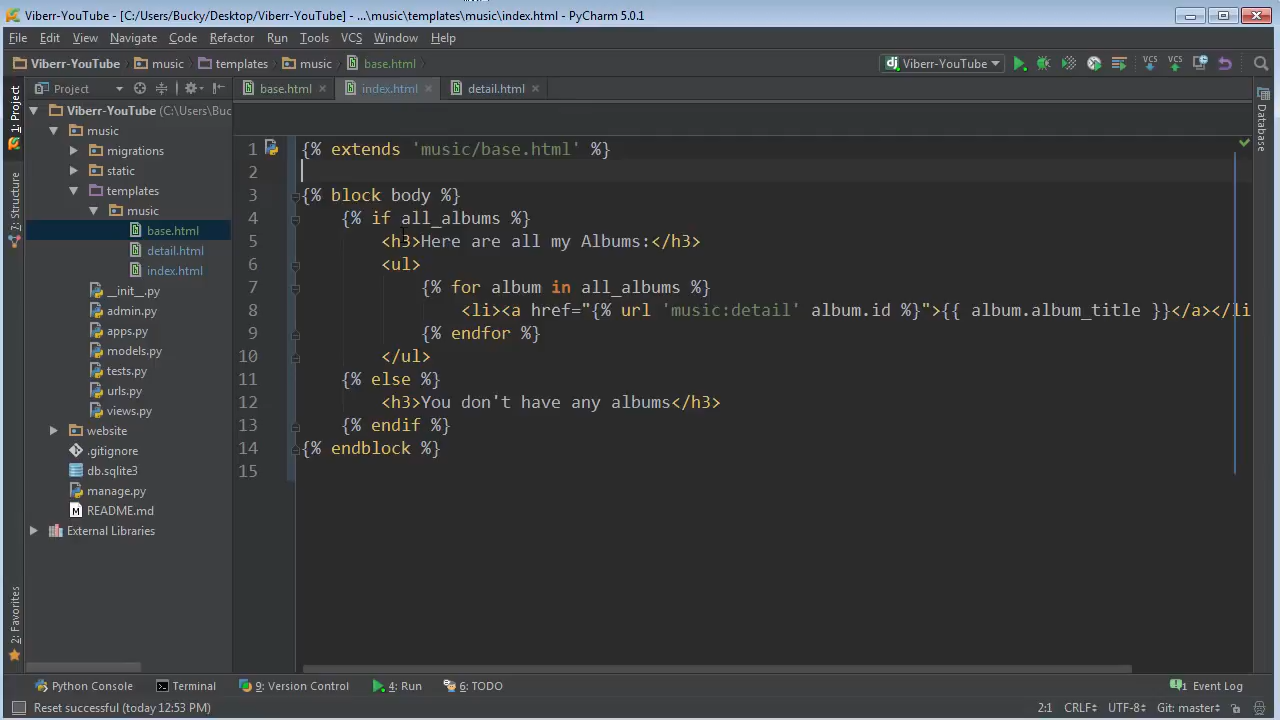 Viberr-YouTube - [C:/Users/Bucky/Desktop/Viberr-YouTube] - ...\music\templates\music\index.html - PyCharm 5.0.1
File Edit View Navigate Code Refactor Run Tools VCS Window Help
Viberr-YouTube music templates music base.html dj Viberr-YouTube VCS VCS
Project base.html index.html detail.html
1: Project
7: Structure
2: Favorites
Database
Viberr-YouTube (C:\Users\Buc
music
migrations
static
templates
music
base.html
detail.html
index.html
__init__.py
admin.py
apps.py
models.py
tests.py
urls.py
views.py
website
.gitignore
db.sqlite3
manage.py
README.md
External Libraries
1 {% extends 'music/base.html' %}
2
3 {% block body %}
4 {% if all_albums %}
5 <h3>Here are all my Albums:</h3>
6 <ul>
7 {% for album in all_albums %}
8 <li><a href="{% url 'music:detail' album.id %}">{{ album.album_title }}</a></li
9 {% endfor %}
10 </ul>
11 {% else %}
12 <h3>You don't have any albums</h3>
13 {% endif %}
14 {% endblock %}
15
Python Console Terminal 9: Version Control 4: Run 6: TODO 1 Event Log
Reset successful (today 12:53 PM) 2:1 CRLF UTF-8 Git: master